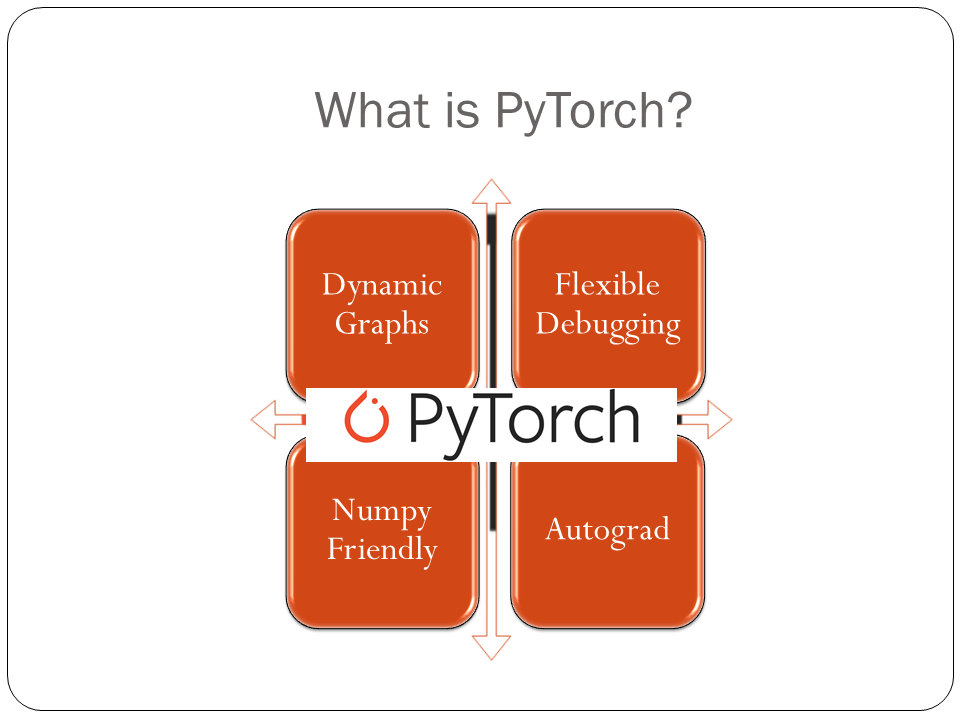 What is PyTorch?
Dynamic
Graphs
Flexible
Debugging
PyTorch
Numpy
Friendly
Autograd